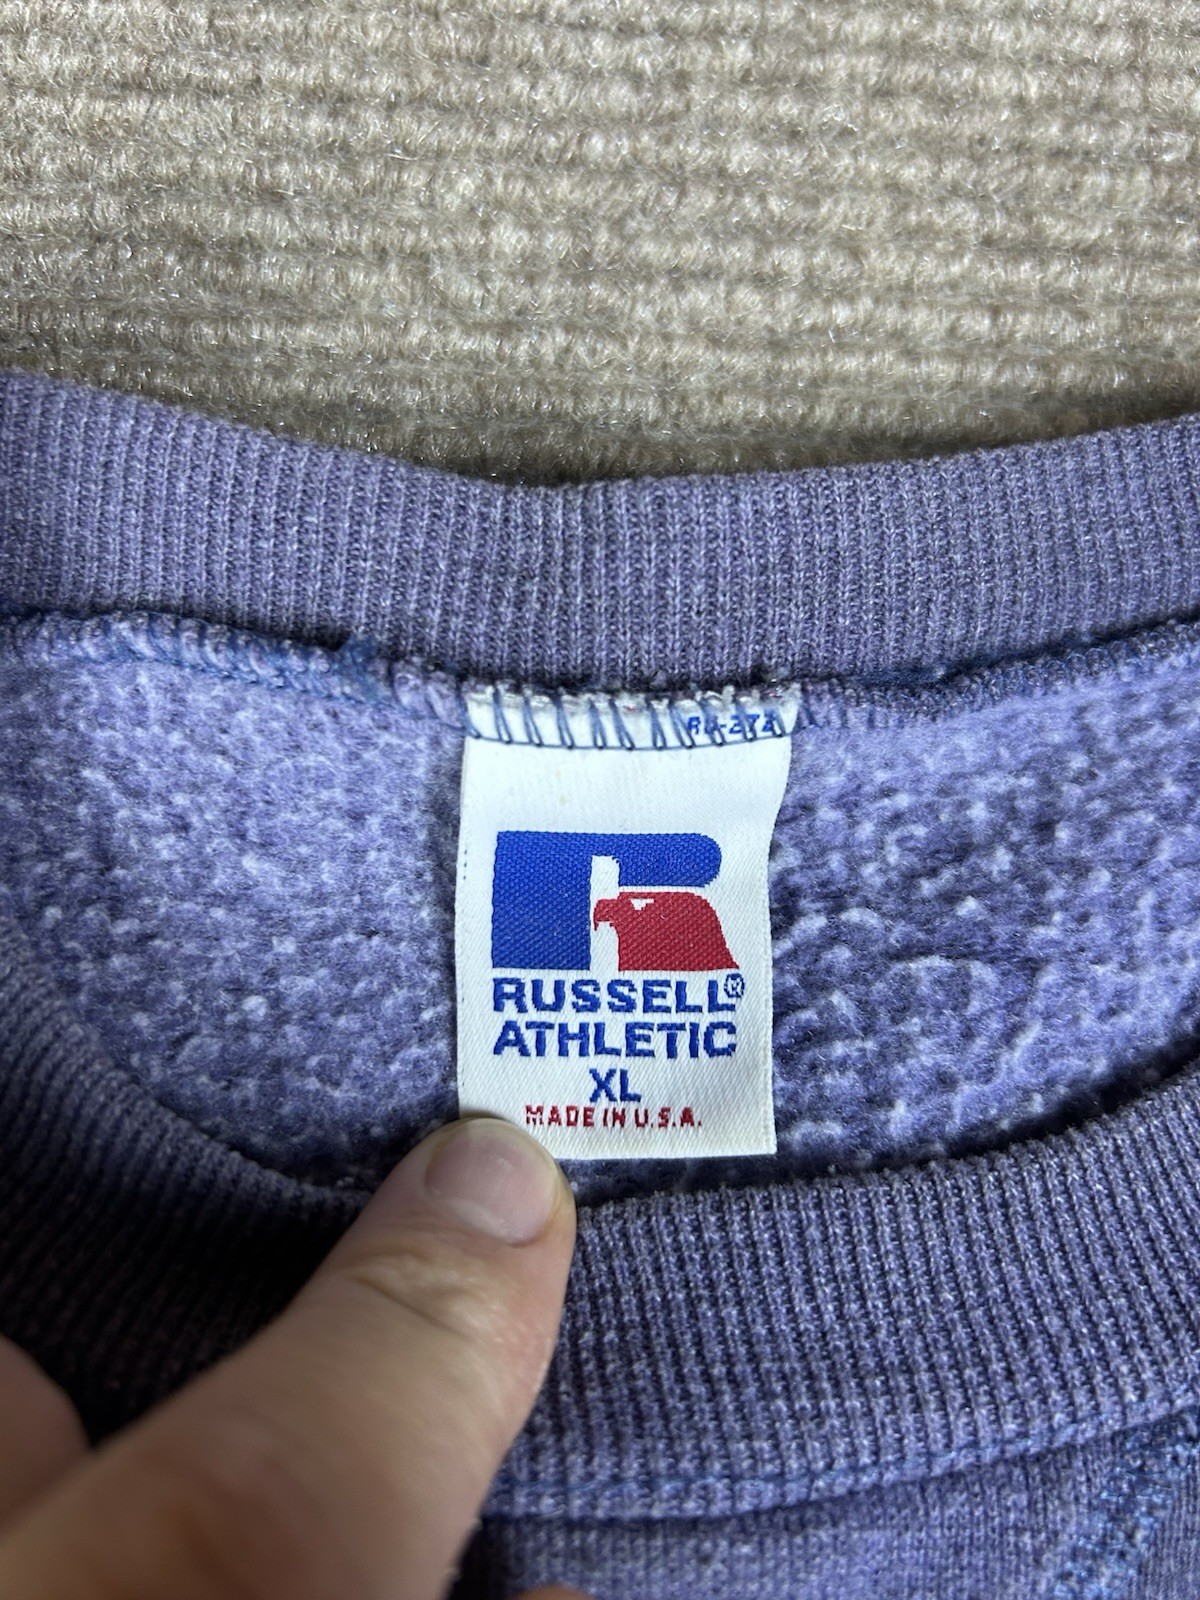 RUSSELL®
ATHLETIC
XL
MADE IN U.S.A.